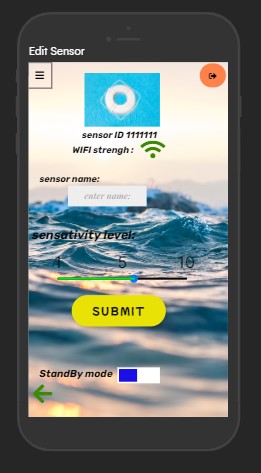 Edit Sensor
sensor ID 1111111
WIFI strengh :
sensor name:
enter name:
sensativity level:
1 5 10
SUBMIT
StandBy mode